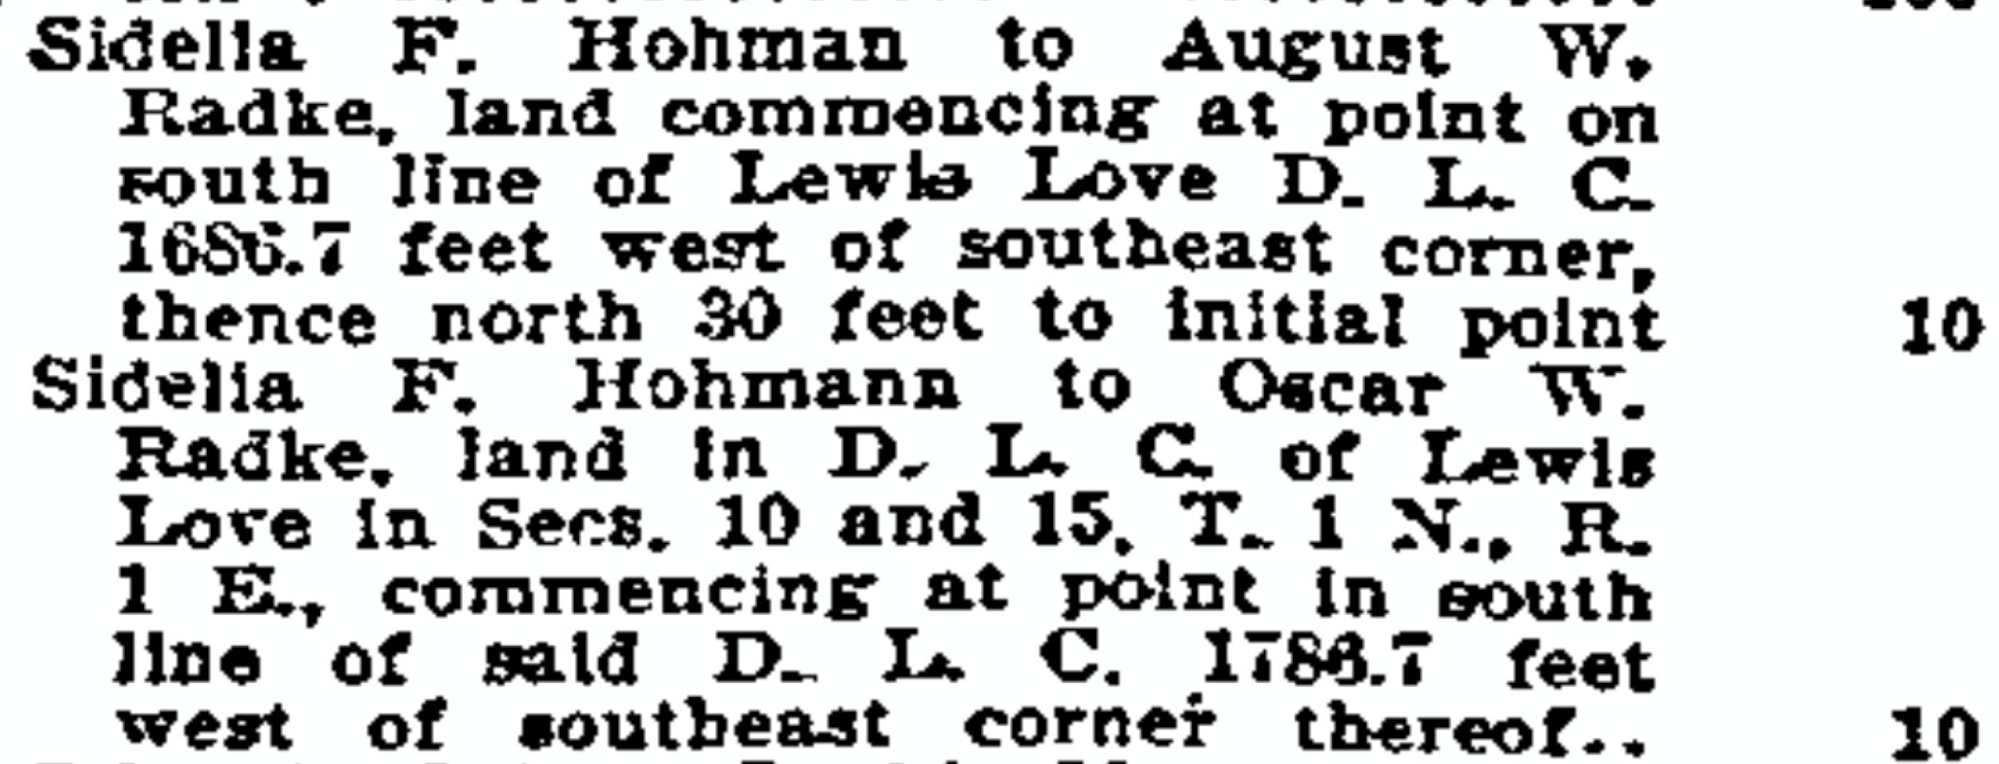 Sidelia F. Hohman to August W.
Radke, land commencing at point on
south line of Lewis Love D. L. C.
1686.7 feet west of southeast corner,
thence north 30 feet to initial point 10
Sidelia F. Hohmann to Oscar W.
Radke, land in D. L. C. of Lewis
Love in Secs. 10 and 15, T. 1 N., R.
1 E., commencing at point in south
line of said D. L. C. 1786.7 feet
west of southeast corner thereof.. 10